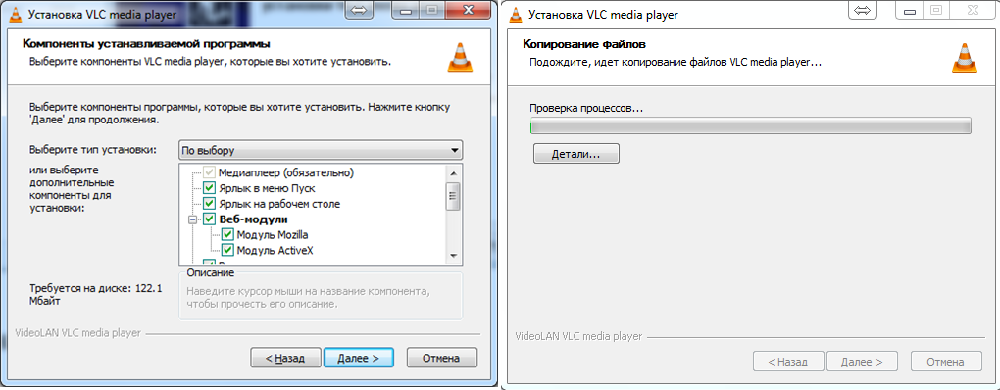 Установка VLC media player
Компоненты устанавливаемой программы
Выберите компоненты VLC media player, которые вы хотите установить.
Выберите компоненты программы, которые вы хотите установить. Нажмите кнопку
'Далее' для продолжения.
Выберите тип установки:
По выбору
или выберите
дополнительные
компоненты для
установки:
Медиаплеер (обязательно)
Ярлык в меню Пуск
Ярлык на рабочем столе
Веб-модули
Модуль Mozilla
Модуль ActiveX
Требуется на диске: 122.1
Мбайт
Описание
Наведите курсор мыши на название компонента,
чтобы прочесть его описание.
VideoLAN VLC media player
< Назад
Далее >
Отмена
Установка VLC media player
Копирование файлов
Подождите, идет копирование файлов VLC media player...
Проверка процессов...
Детали...
VideoLAN VLC media player
< Назад
Далее >
Отмена